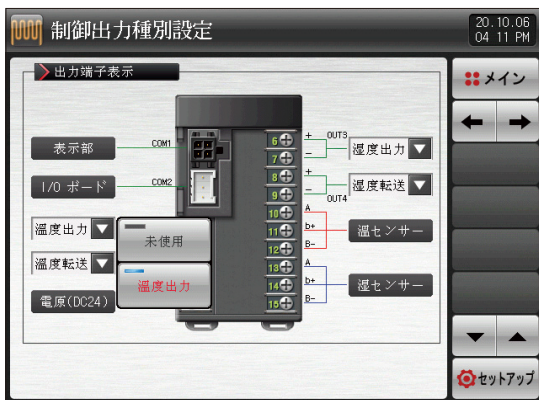 制御出力種別設定
20.10.06
04 11 PM
出力端子表示
メイン
表示部
COM1
I/O ボード
COM2
温度出力
温度転送
電原(DC24)
未使用
温度出力
6
7
8
9
10
11
12
13
14
15
+
OUT3
-
+
-
OUT4
A
b+
B-
A
b+
B-
湿度出力
湿度転送
温センサー
湿センサー
セットアップ